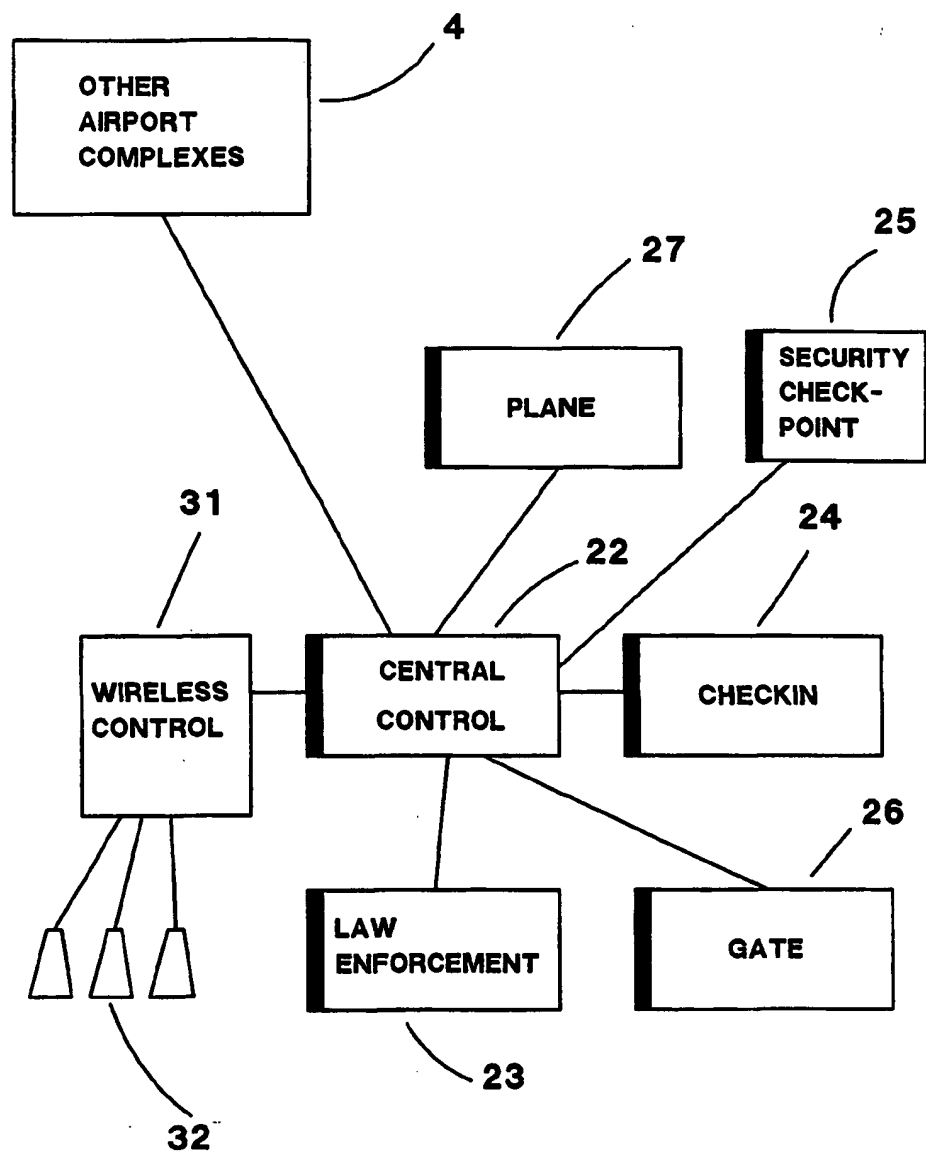 4
OTHER
AIRPORT
COMPLEXES
25
27
SECURITY
CHECK-
POINT
PLANE
31
24
22
WIRELESS
CONTROL
CENTRAL
CONTROL
CHECKIN
26
LAW
ENFORCEMENT
GATE
23
32